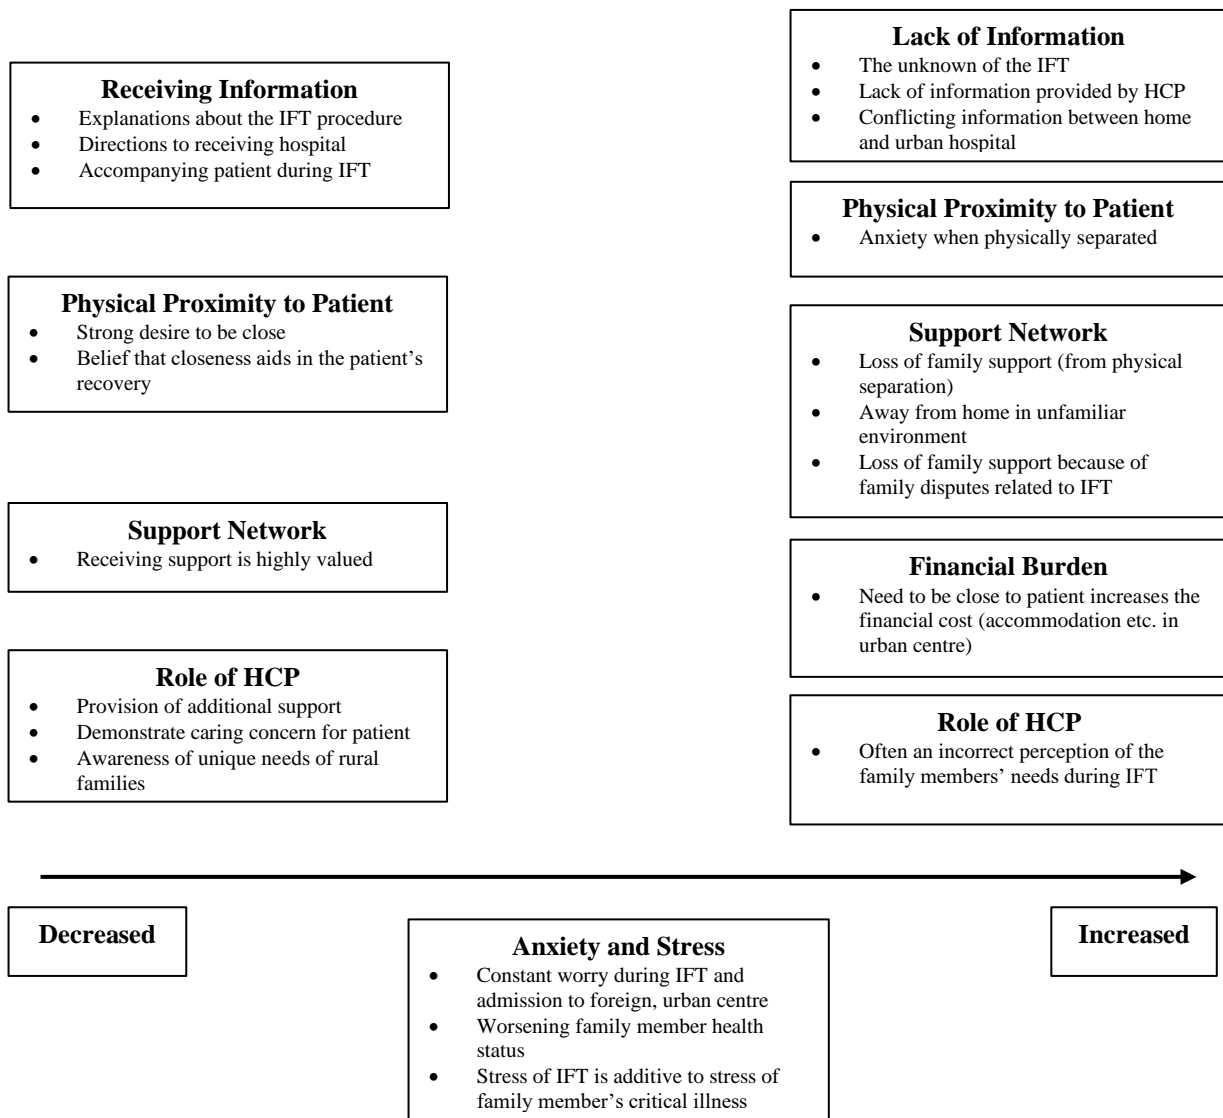 Receiving Information
• Explanations about the IFT procedure
• Directions to receiving hospital
• Accompanying patient during IFT
Physical Proximity to Patient
• Strong desire to be close
• Belief that closeness aids in the patient’s
recovery
Support Network
• Receiving support is highly valued
Role of HCP
• Provision of additional support
• Demonstrate caring concern for patient
• Awareness of unique needs of rural
families
Lack of Information
• The unknown of the IFT
• Lack of information provided by HCP
• Conflicting information between home
and urban hospital
Physical Proximity to Patient
• Anxiety when physically separated
Support Network
• Loss of family support (from physical
separation)
• Away from home in unfamiliar
environment
• Loss of family support because of
family disputes related to IFT
Financial Burden
• Need to be close to patient increases the
financial cost (accommodation etc. in
urban centre)
Role of HCP
• Often an incorrect perception of the
family members’ needs during IFT
Decreased
Anxiety and Stress
• Constant worry during IFT and
admission to foreign, urban centre
• Worsening family member health
status
• Stress of IFT is additive to stress of
family member’s critical illness
Increased